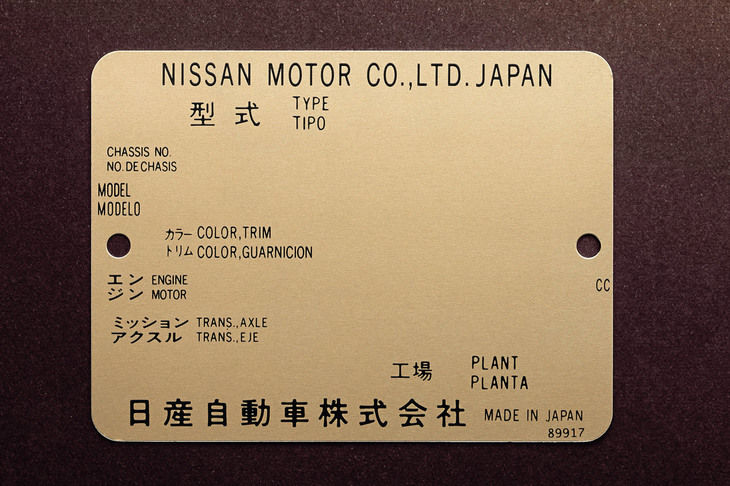 NISSAN MOTOR CO.,LTD. JAPAN
型式 TYPE
TIPO
CHASSIS NO.
NO. DE CHASIS
MODEL
MODELO
カラー COLOR,TRIM
トリム COLOR,GUARNICION
エン ENGINE
ジン MOTOR
CC
ミッション TRANS.,AXLE
アクスル TRANS.,EJE
工場 PLANT
PLANTA
日産自動車株式会社 MADE IN JAPAN
89917